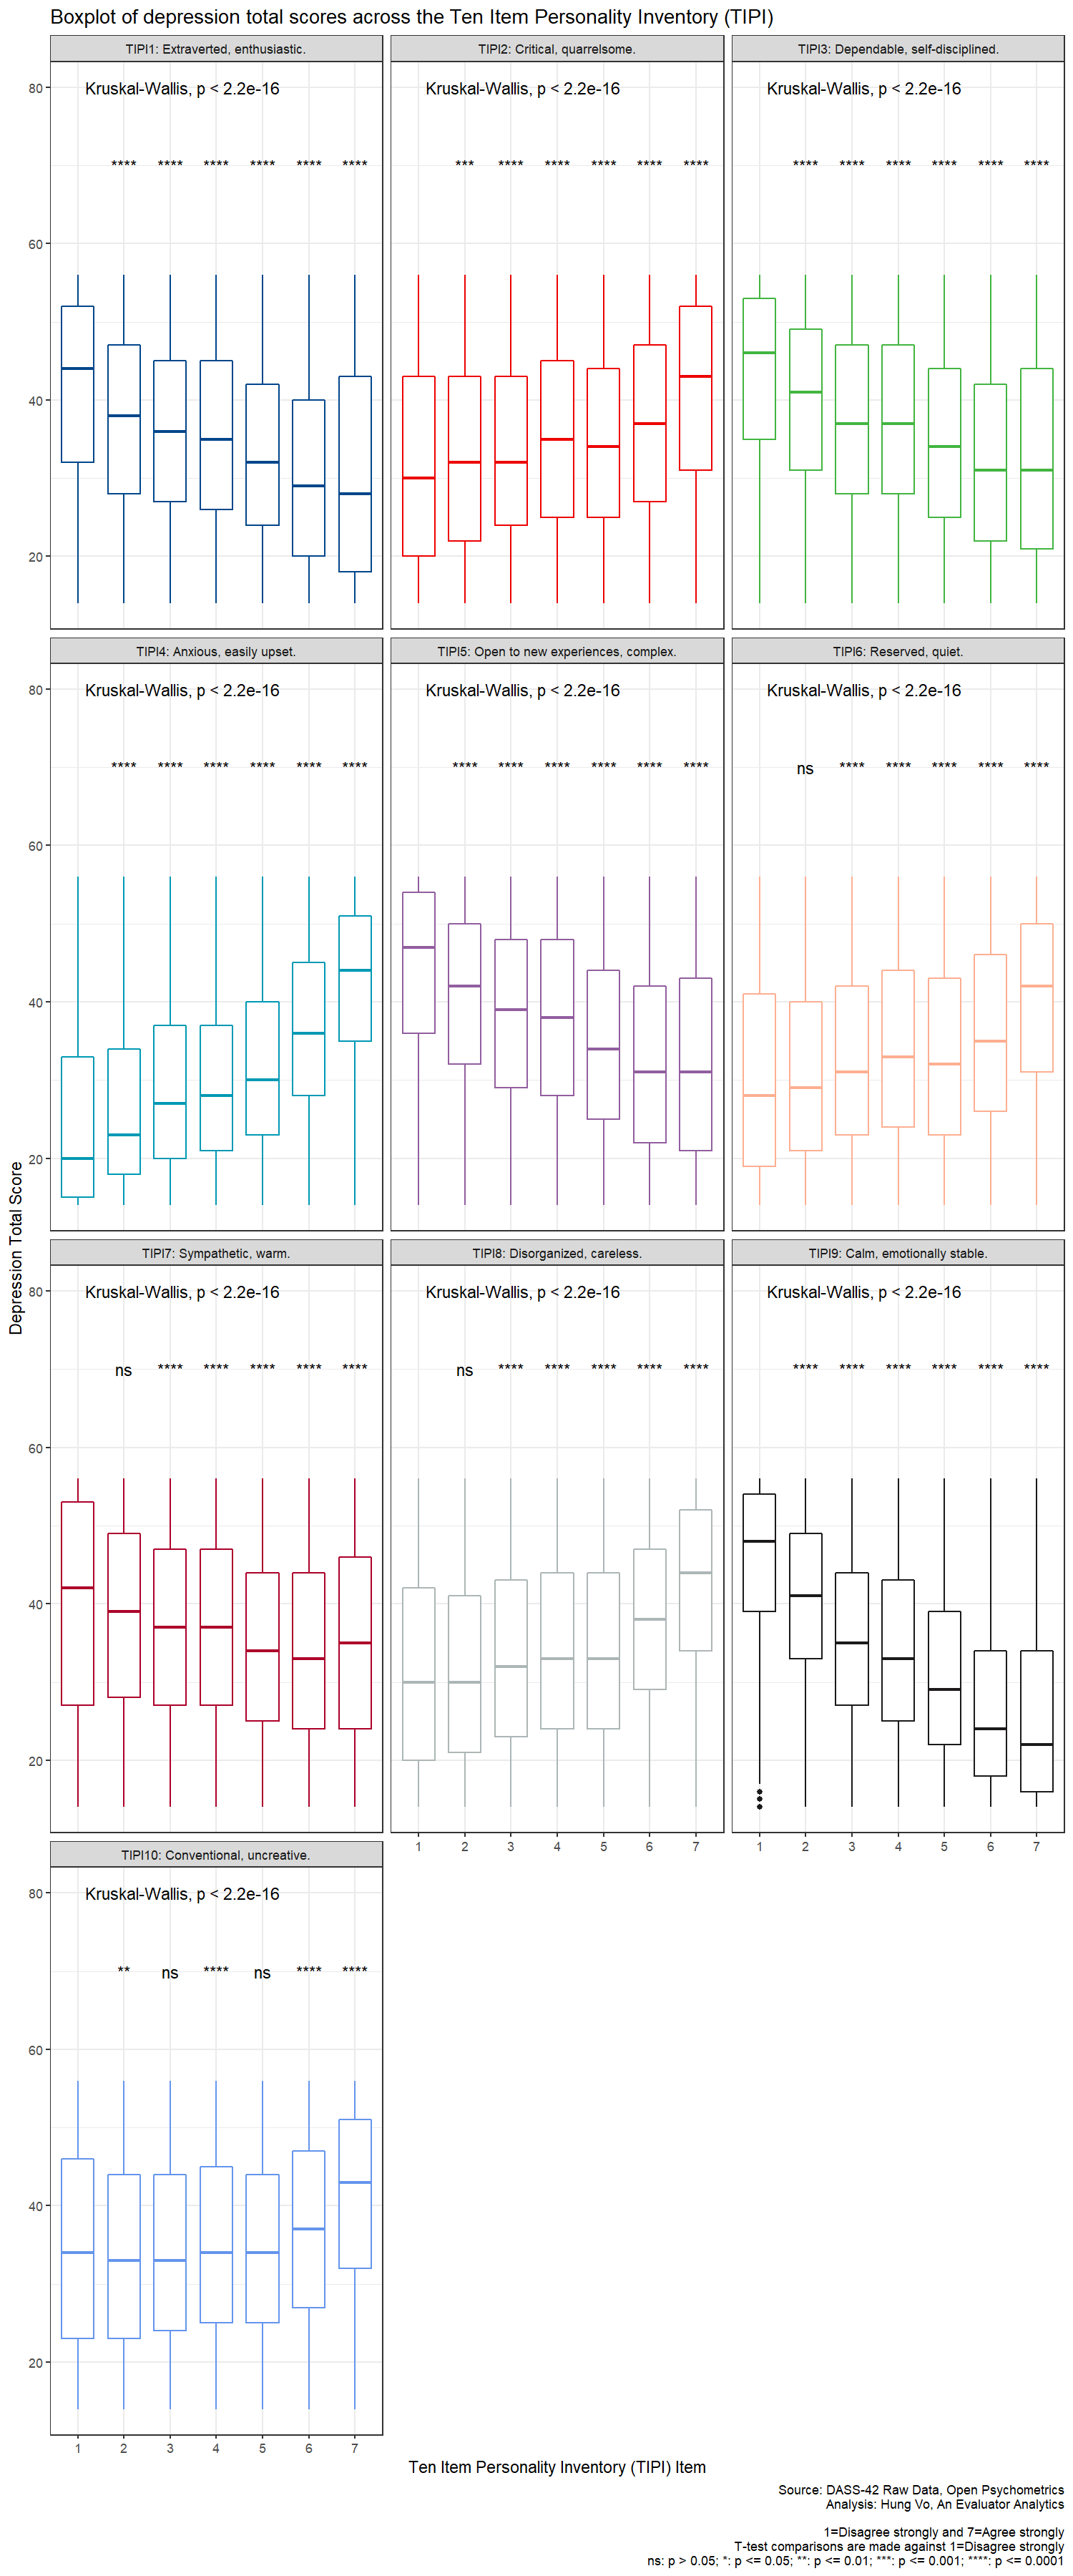 Boxplot of depression total scores across the Ten Item Personality Inventory (TIPI)
TIPI1: Extraverted, enthusiastic.
TIPI2: Critical, quarrelsome.
TIPI3: Dependable, self-disciplined.
Kruskal-Wallis, p < 2.2e-16
Kruskal-Wallis, p < 2.2e-16
Kruskal-Wallis, p < 2.2e-16
**** **** **** **** **** ****
*** **** **** **** **** ****
**** **** **** **** **** ****
80
60
40
20
TIPI4: Anxious, easily upset.
TIPI5: Open to new experiences, complex.
TIPI6: Reserved, quiet.
Kruskal-Wallis, p < 2.2e-16
Kruskal-Wallis, p < 2.2e-16
Kruskal-Wallis, p < 2.2e-16
**** **** **** **** **** ****
**** **** **** **** **** ****
ns **** **** **** **** ****
80
60
40
20
Depression Total Score
TIPI7: Sympathetic, warm.
TIPI8: Disorganized, careless.
TIPI9: Calm, emotionally stable.
Kruskal-Wallis, p < 2.2e-16
Kruskal-Wallis, p < 2.2e-16
Kruskal-Wallis, p < 2.2e-16
ns **** **** **** **** ****
ns **** **** **** **** ****
**** **** **** **** **** ****
80
60
40
20
1 2 3 4 5 6 7
1 2 3 4 5 6 7
TIPI10: Conventional, uncreative.
Kruskal-Wallis, p < 2.2e-16
** ns **** ns **** ****
80
60
40
20
1 2 3 4 5 6 7
Ten Item Personality Inventory (TIPI) Item
Source: DASS-42 Raw Data, Open Psychometrics
Analysis: Hung Vo, An Evaluator Analytics
1=Disagree strongly and 7=Agree strongly
T-test comparisons are made against 1=Disagree strongly
ns: p > 0.05; *: p <= 0.05; **: p <= 0.01; ***: p <= 0.001; ****: p <= 0.0001